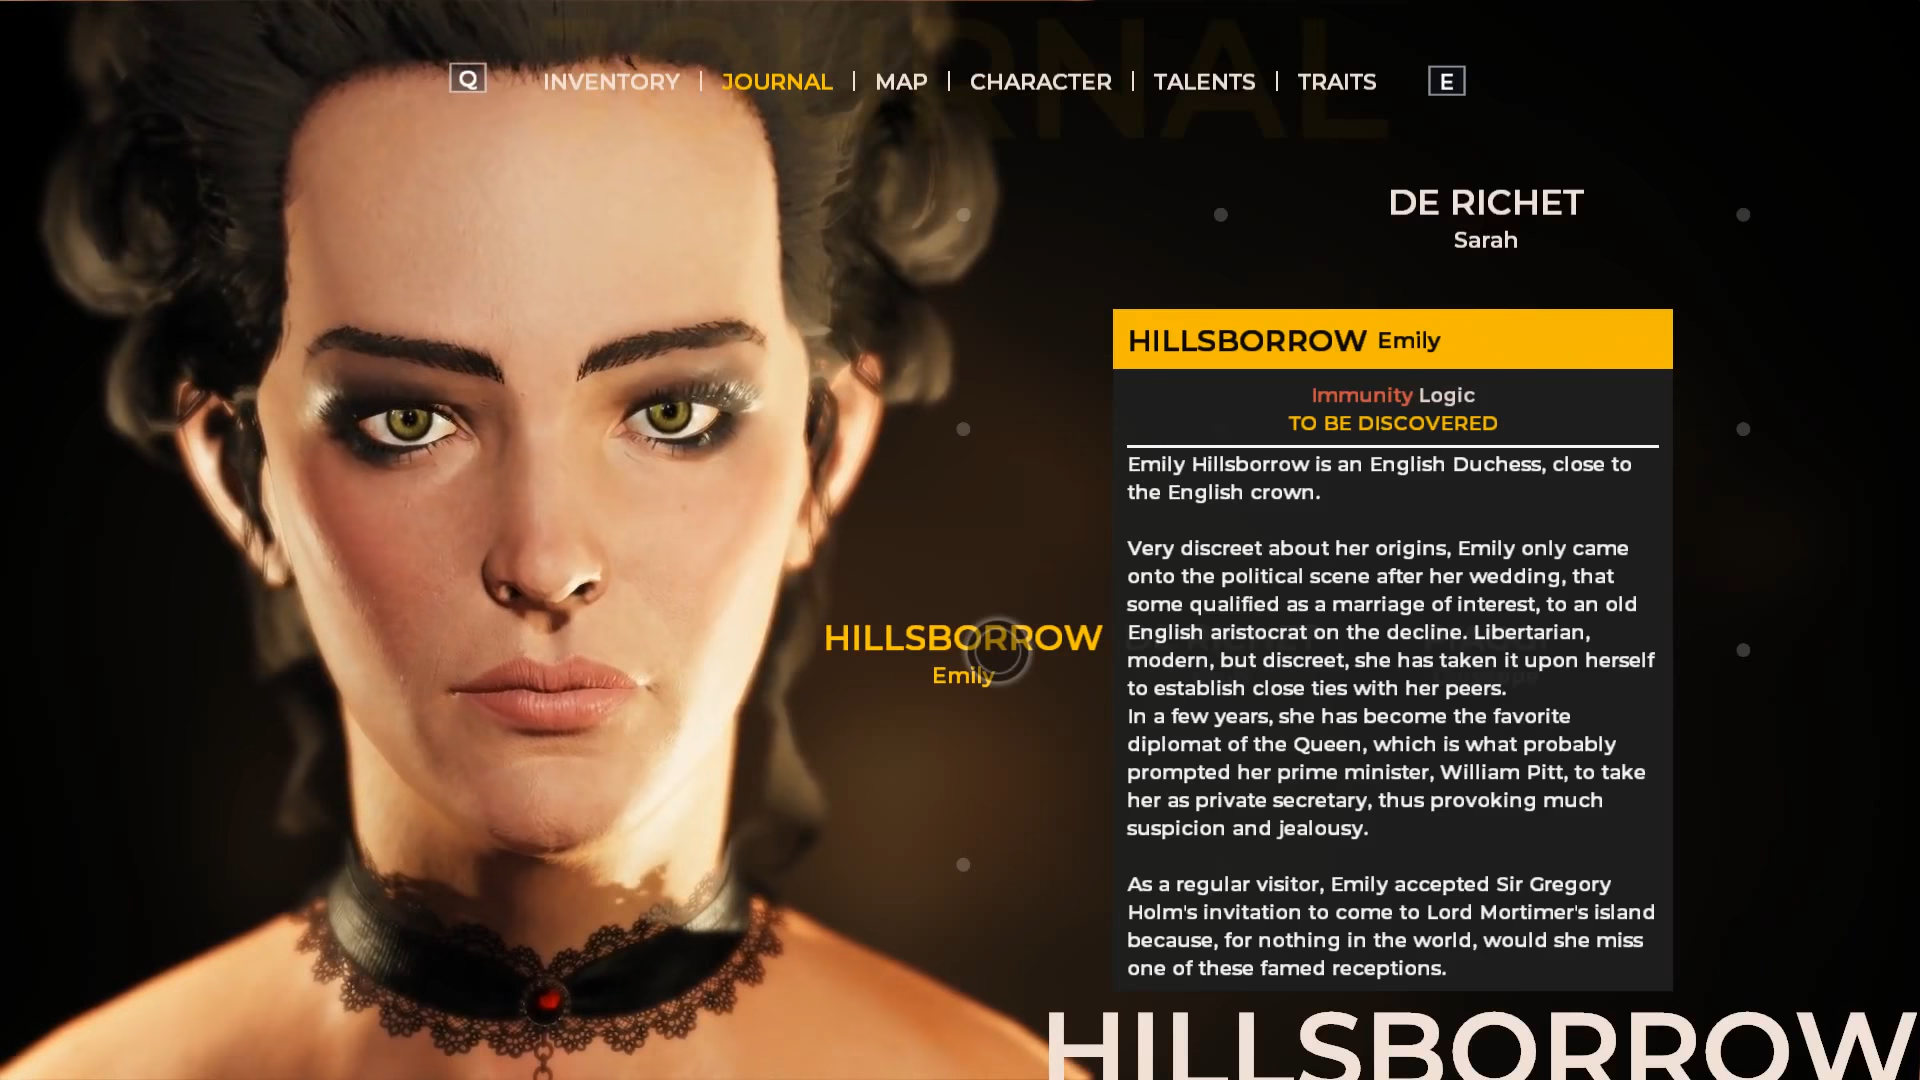 JOURNAL
Q INVENTORY | JOURNAL | MAP | CHARACTER | TALENTS | TRAITS E
DE RICHET
Sarah
HILLSBORROW Emily
Immunity Logic
TO BE DISCOVERED
Emily Hillsborrow is an English Duchess, close to
the English crown.
Very discreet about her origins, Emily only came
onto the political scene after her wedding, that
some qualified as a marriage of interest, to an old
English aristocrat on the decline. Libertarian,
modern, but discreet, she has taken it upon herself
to establish close ties with her peers.
In a few years, she has become the favorite
diplomat of the Queen, which is what probably
prompted her prime minister, William Pitt, to take
her as private secretary, thus provoking much
suspicion and jealousy.
As a regular visitor, Emily accepted Sir Gregory
Holm's invitation to come to Lord Mortimer's island
because, for nothing in the world, would she miss
one of these famed receptions.
HILLSBORROW
Emily
HILLSBORROW